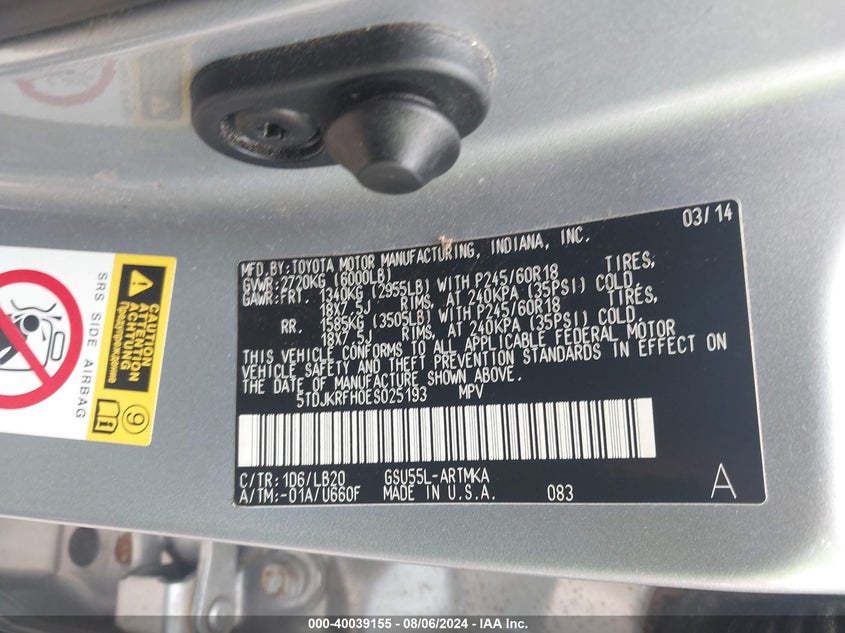 03/14
MFD.BY:TOYOTA MOTOR MANUFACTURING, INDIANA, INC.
GVWR:2720KG (6000LB)
GAWR:FRT. 1340KG (2955LB) WITH P245/60R18 TIRES,
18X7.5J RIMS, AT 240KPA (35PSI) COLD.
RR. 1585KG (3505LB) WITH P245/60R18 TIRES,
18X7.5J RIMS, AT 240KPA (35PSI) COLD.
THIS VEHICLE CONFORMS TO ALL APPLICABLE FEDERAL MOTOR
VEHICLE SAFETY AND THEFT PREVENTION STANDARDS IN EFFECT ON
THE DATE OF MANUFACTURE SHOWN ABOVE.
5TDJKRFH0ES025193 MPV
C/TR:1D6/LB20 GSU55L-ARTMKA
A/TM:-01A/U660F MADE IN U.S.A. 083
A
SRS SIDE AIRBAG
CAUTION
ATTENTION
ACHTUNG
Предупреждение
9
000-40039155 - 08/06/2024 - IAA Inc.